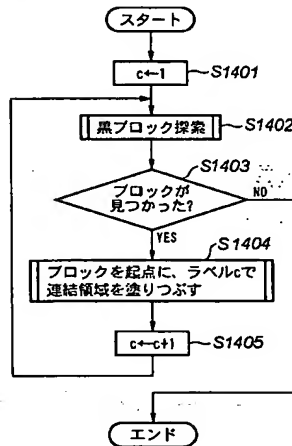 スタート
c←1
S1401
黒ブロック探索
S1402
S1403
ブロックが
見つかった?
NO
YES
S1404
ブロックを起点に、ラベルcで
連結領域を塗りつぶす
c←c+1
S1405
エンド